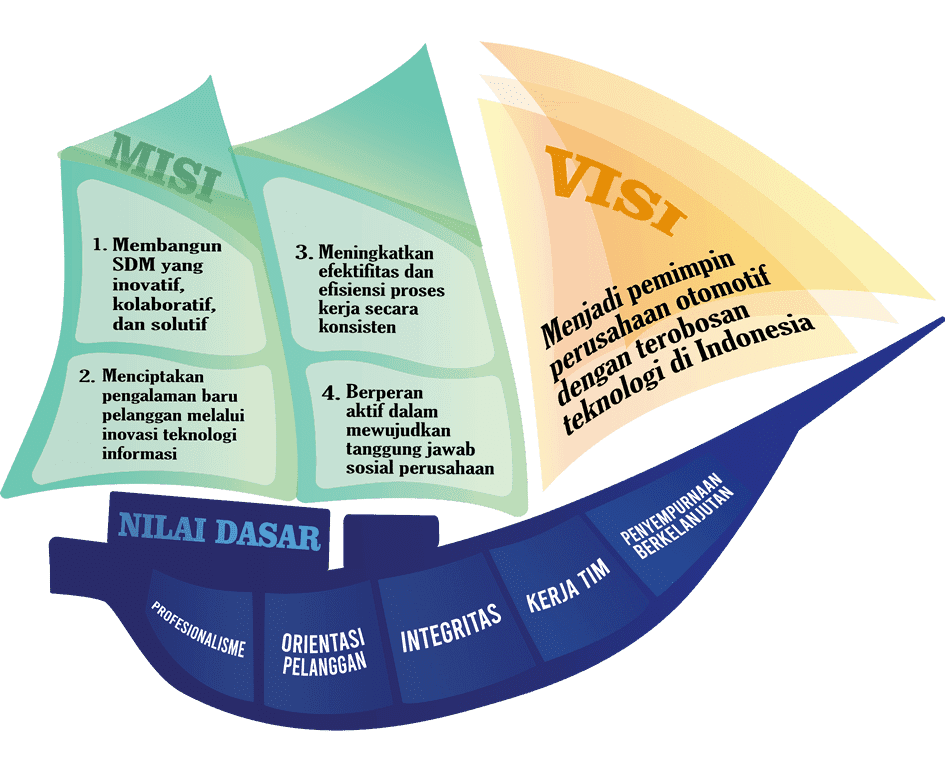 MISI
1. Membangun
SDM yang
inovatif,
kolaboratif,
dan solutif
2. Menciptakan
pengalaman baru
pelanggan melalui
inovasi teknologi
informasi
3. Meningkatkan
efektifitas dan
efisiensi proses
kerja secara
konsisten
4. Berperan
aktif dalam
mewujudkan
tanggung jawab
sosial perusahaan
VISI
Menjadi pemimpin
perusahaan otomotif
dengan terobosan
teknologi di Indonesia
NILAI DASAR
PROFESIONALISME
ORIENTASI
PELANGGAN
INTEGRITAS
KERJA TIM
PENYEMPURNAAN
BERKELANJUTAN